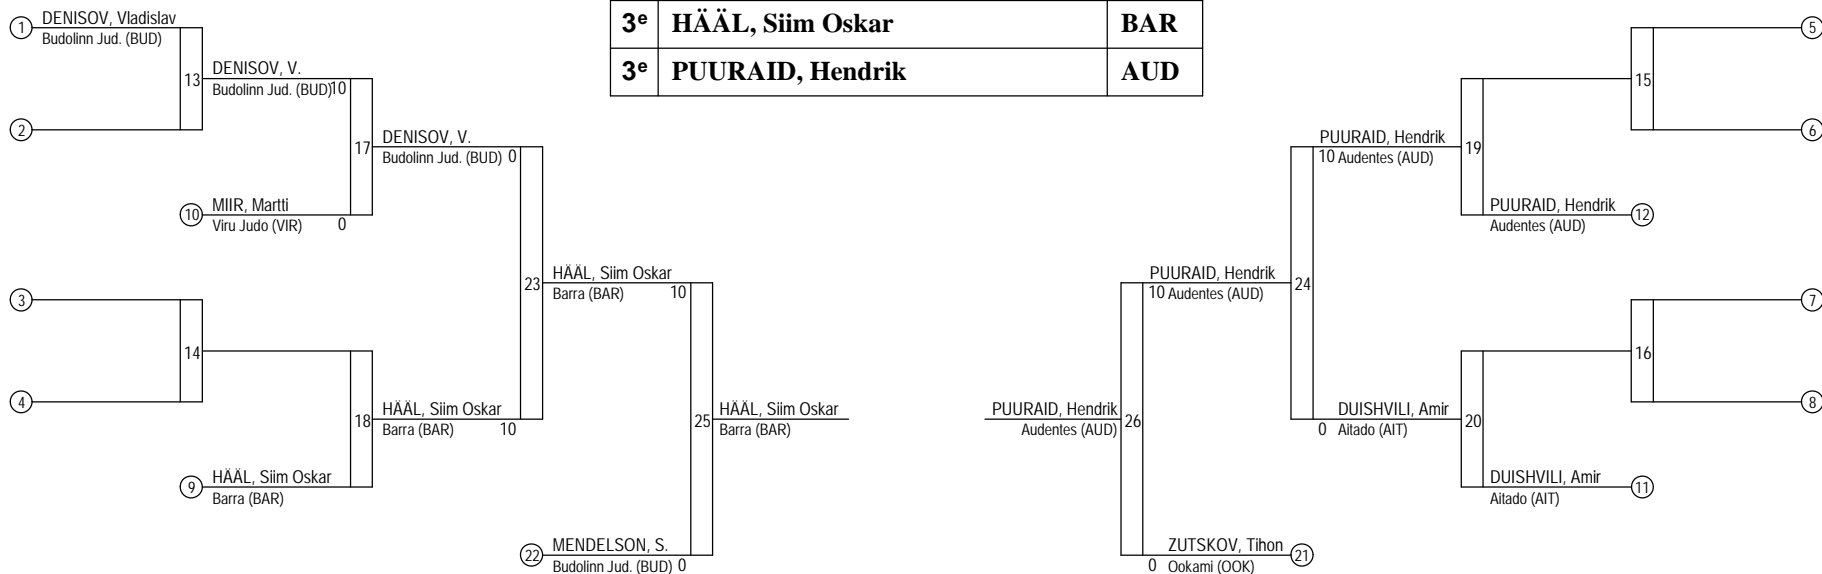 3e HÄÄL, Siim Oskar BAR
3e PUURAID, Hendrik AUD
1 DENISOV, Vladislav
Budolinn Jud. (BUD)
13 DENISOV, V.
Budolinn Jud. (BUD) 10
2
17 DENISOV, V.
Budolinn Jud. (BUD) 0
10 MIIR, Martti
Viru Judo (VIR) 0
23 HÄÄL, Siim Oskar
Barra (BAR) 10
3
14
4
18 HÄÄL, Siim Oskar
Barra (BAR) 10
9 HÄÄL, Siim Oskar
Barra (BAR)
25 HÄÄL, Siim Oskar
Barra (BAR)
22 MENDELSON, S.
Budolinn Jud. (BUD) 0
5
15
6
PUURAID, Hendrik 19
10 Audentes (AUD)
PUURAID, Hendrik 12
Audentes (AUD)
PUURAID, Hendrik 24
10 Audentes (AUD)
7
16
8
PUURAID, Hendrik 26
Audentes (AUD)
DUISHVILI, Amir 20
0 Aitado (AIT)
DUISHVILI, Amir 11
Aitado (AIT)
ZUTSKOV, Tihon 21
0 Ookami (OOK)